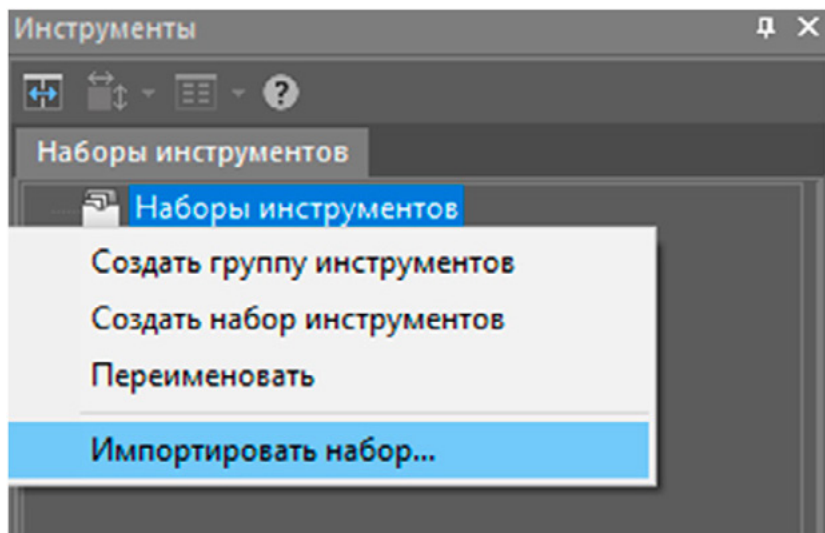 Инструменты
Наборы инструментов
Наборы инструментов
Создать группу инструментов
Создать набор инструментов
Переименовать
Импортировать набор...